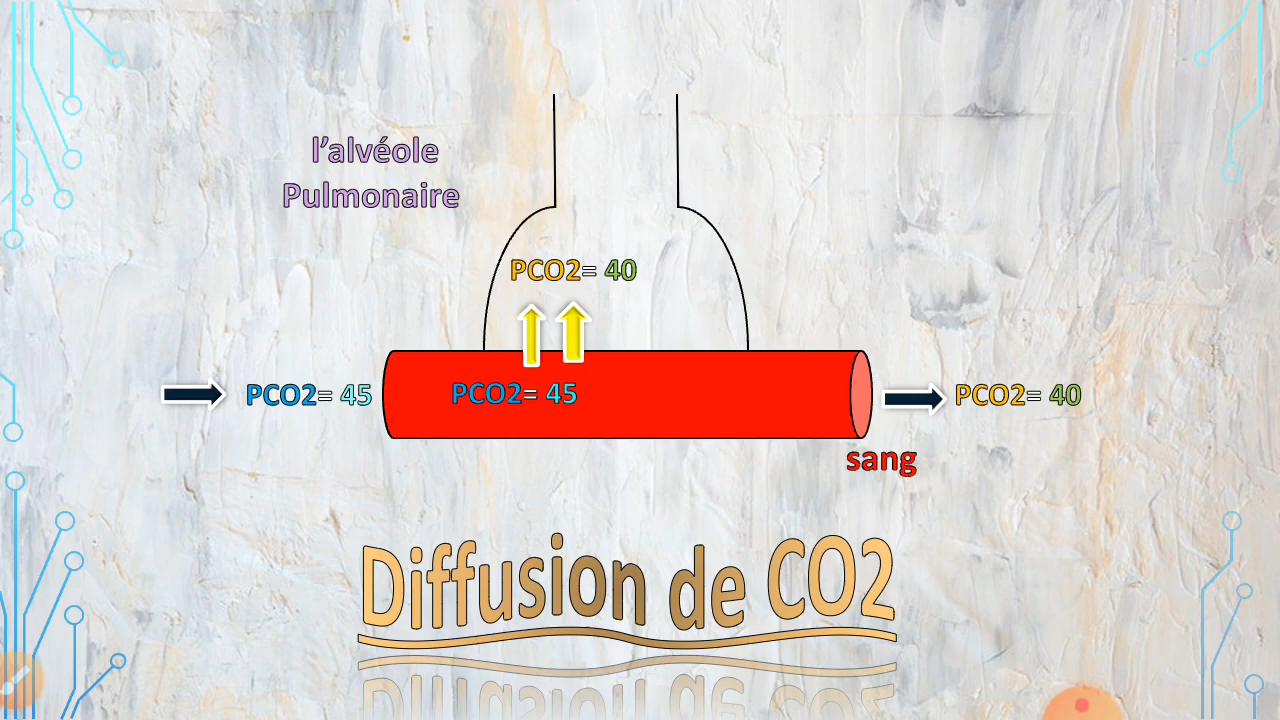 l'alvéole
Pulmonaire
PCO2= 40
PCO2= 45
PCO2= 45
PCO2= 40
sang
Diffusion de CO2